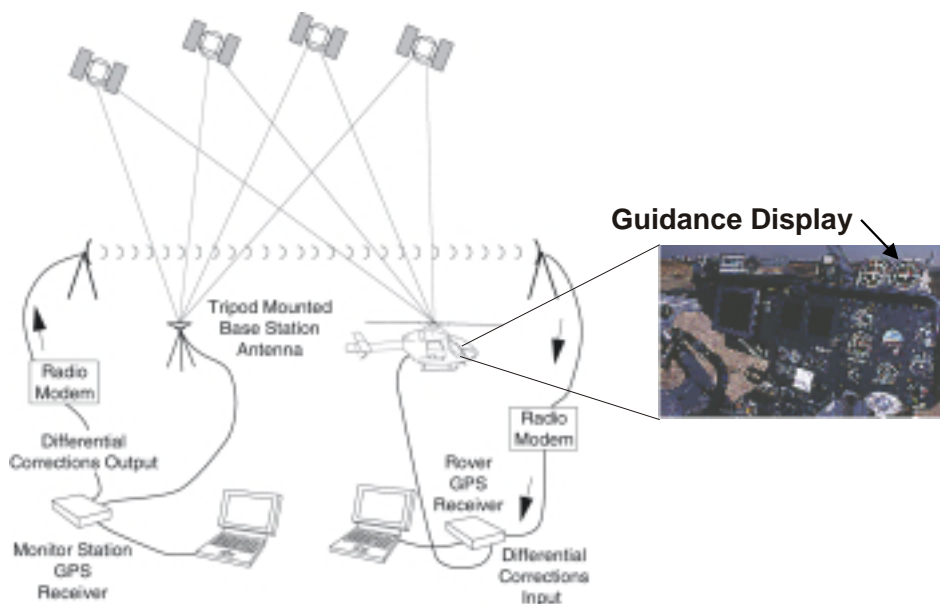 Guidance Display
Tripod Mounted
Base Station
Antenna
Radio
Modem
Differential
Corrections Output
Monitor Station
GPS
Receiver
Radio
Modem
Rover
GPS
Receiver
Differential
Corrections
Input